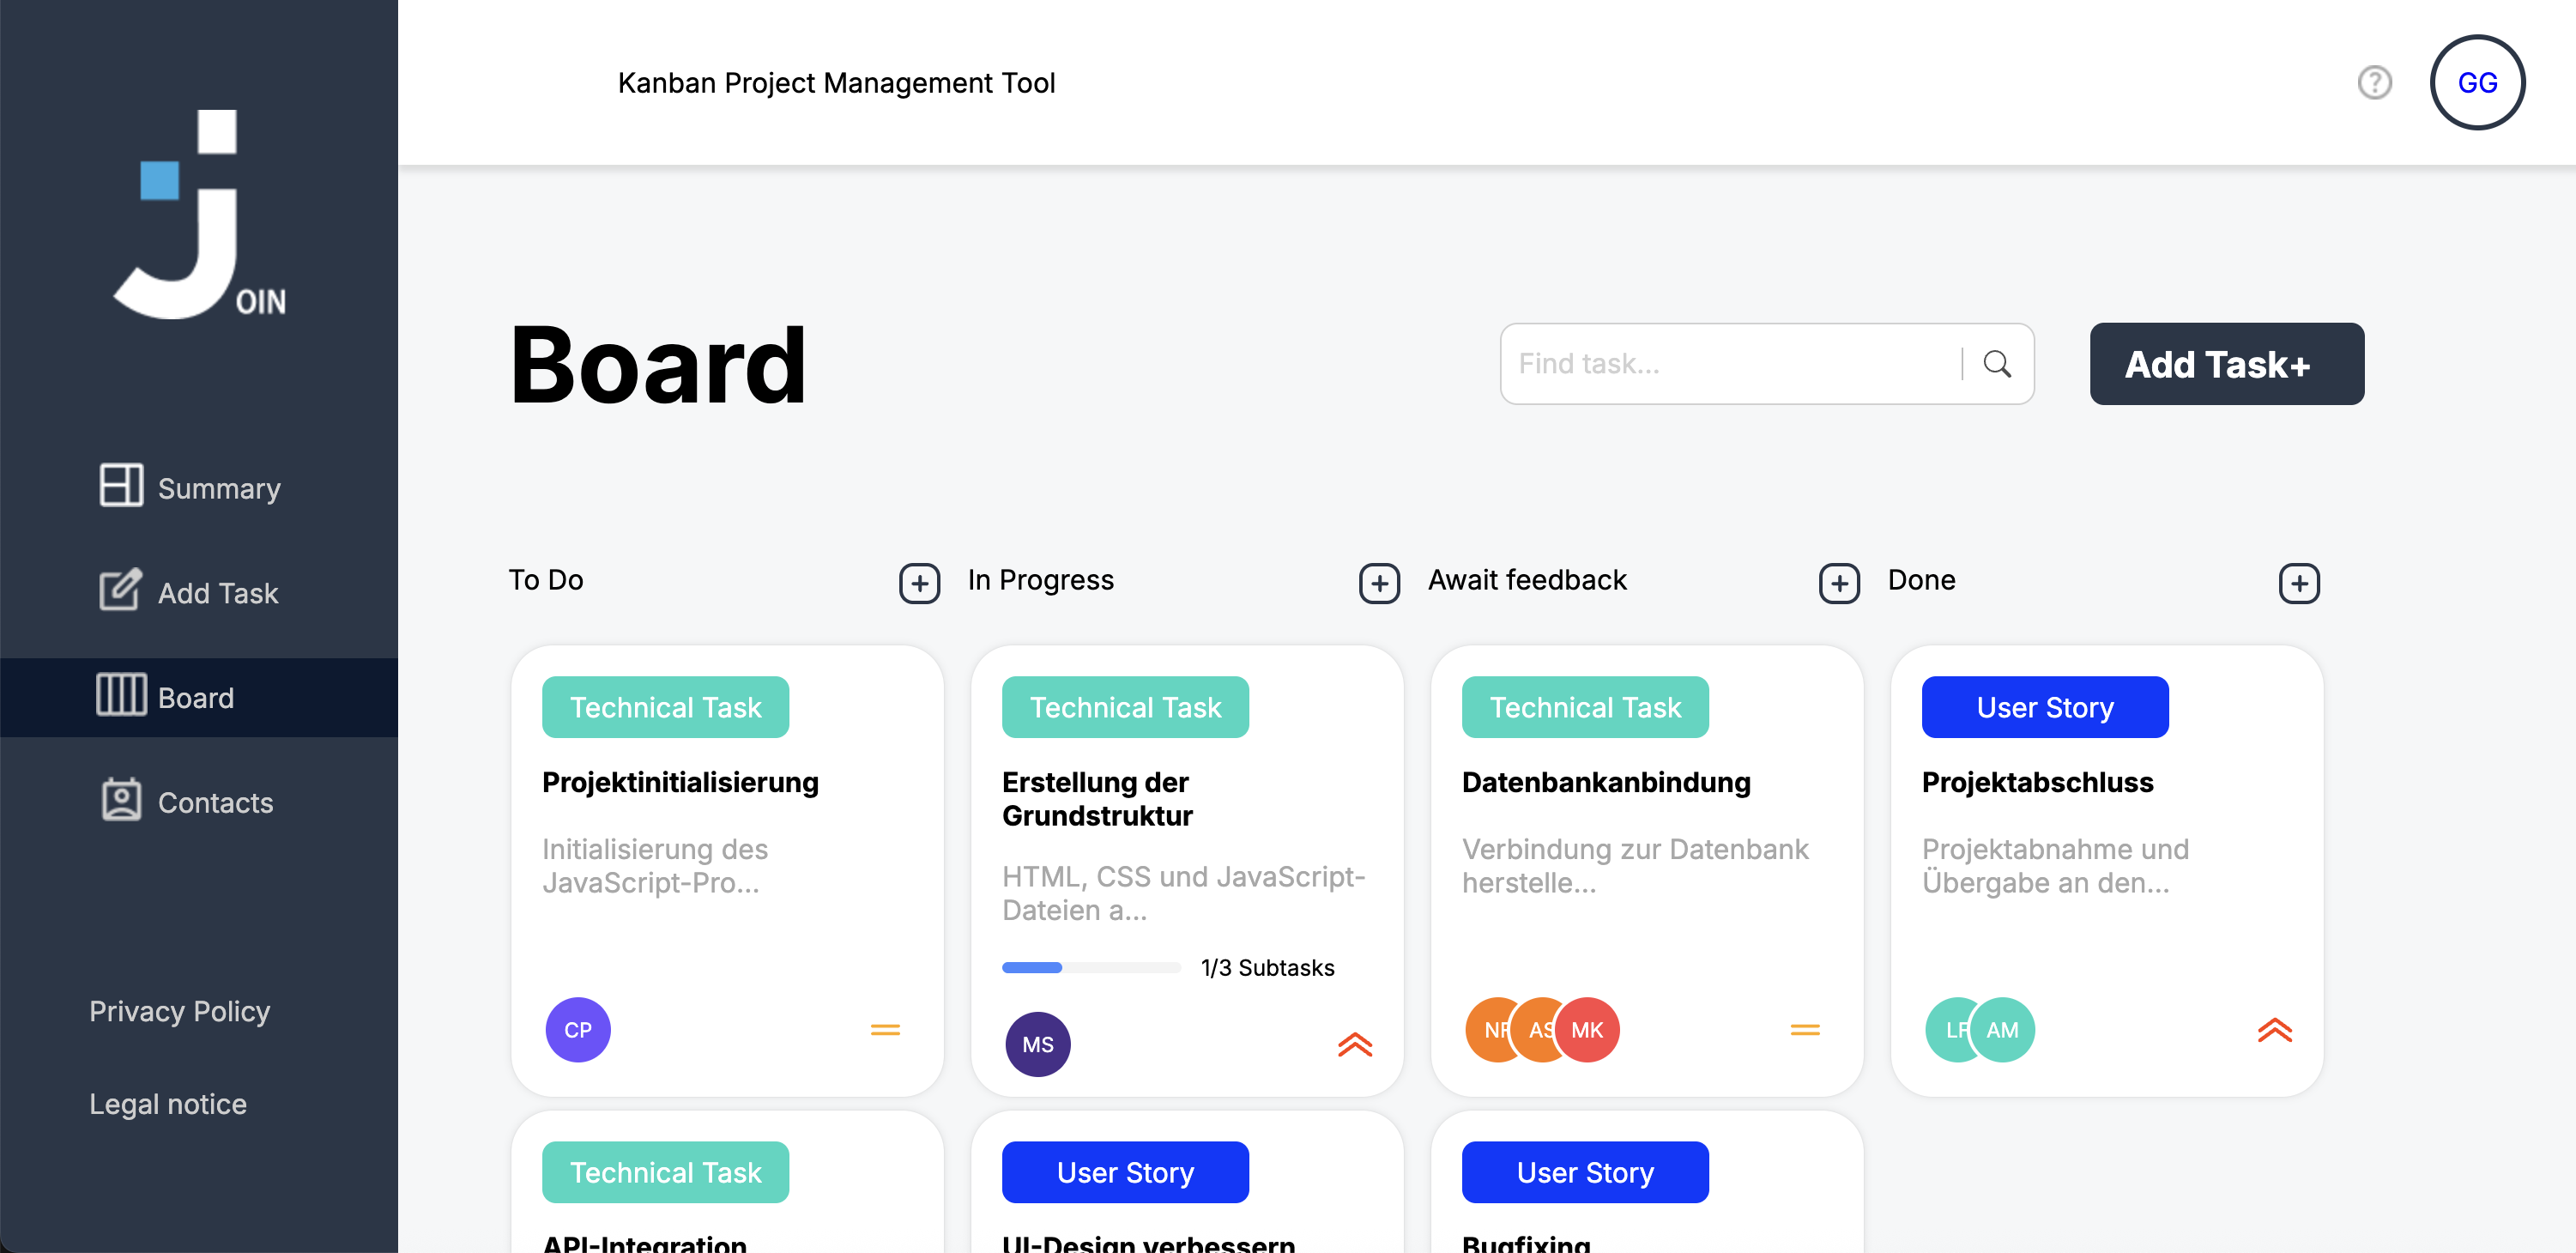 JOIN
Summary
Add Task
Board
Contacts
Privacy Policy
Legal notice
Kanban Project Management Tool
?
GG
Board
Find task...
Add Task+
To Do
In Progress
Await feedback
Done
Technical Task
Projektinitialisierung
Initialisierung des
JavaScript-Pro...
CP
Technical Task
API-Integration
Technical Task
Erstellung der
Grundstruktur
HTML, CSS und JavaScript-
Dateien a...
1/3 Subtasks
MS
User Story
UI-Design verbessern
Technical Task
Datenbankanbindung
Verbindung zur Datenbank
herstelle...
AS
MK
User Story
Bugfixing
User Story
Projektabschluss
Projektabnahme und
Übergabe an den...
AM